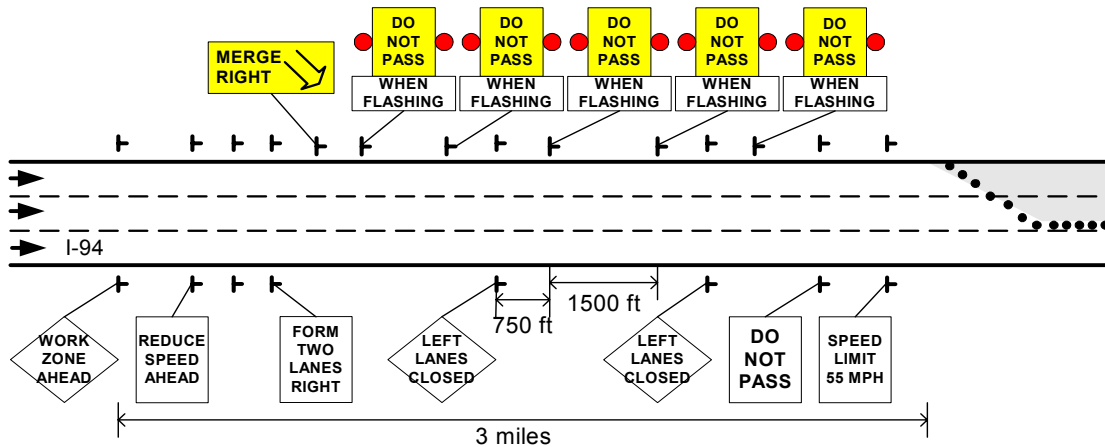 MERGE
RIGHT
DO
NOT
PASS
WHEN
FLASHING
DO
NOT
PASS
WHEN
FLASHING
DO
NOT
PASS
WHEN
FLASHING
DO
NOT
PASS
WHEN
FLASHING
DO
NOT
PASS
WHEN
FLASHING
I-94
750 ft
1500 ft
WORK
ZONE
AHEAD
REDUCE
SPEED
AHEAD
FORM
TWO
LANES
RIGHT
LEFT
LANES
CLOSED
LEFT
LANES
CLOSED
DO
NOT
PASS
SPEED
LIMIT
55 MPH
3 miles